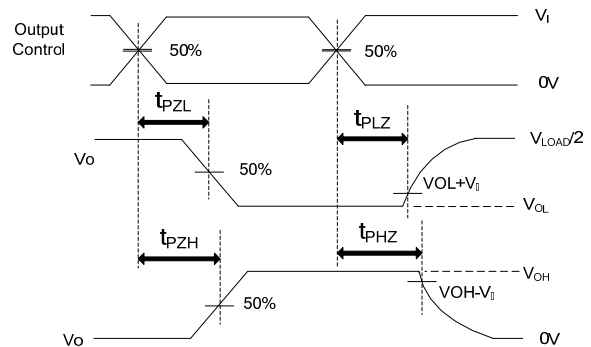 Output
Control
50%
50%
VI
0V
tPZL
tPLZ
Vo
50%
VLOAD/2
VOL+V▯
VOL
tPZH
tPHZ
VOH
50%
VOH-V▯
Vo
0V